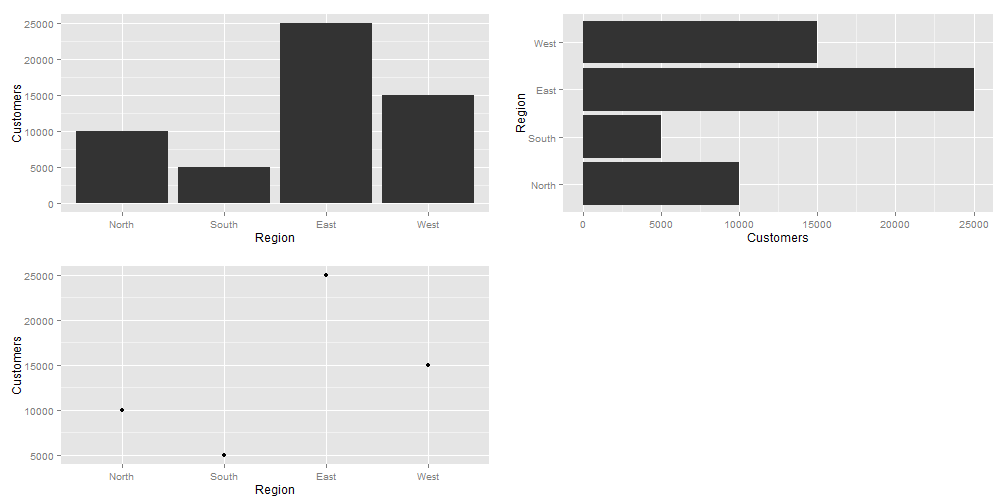 25000
20000
15000
10000
5000
0
Customers
North South East West
Region
West
East
South
North
Region
0 5000 10000 15000 20000 25000
Customers
25000
20000
15000
10000
5000
Customers
North South East West
Region